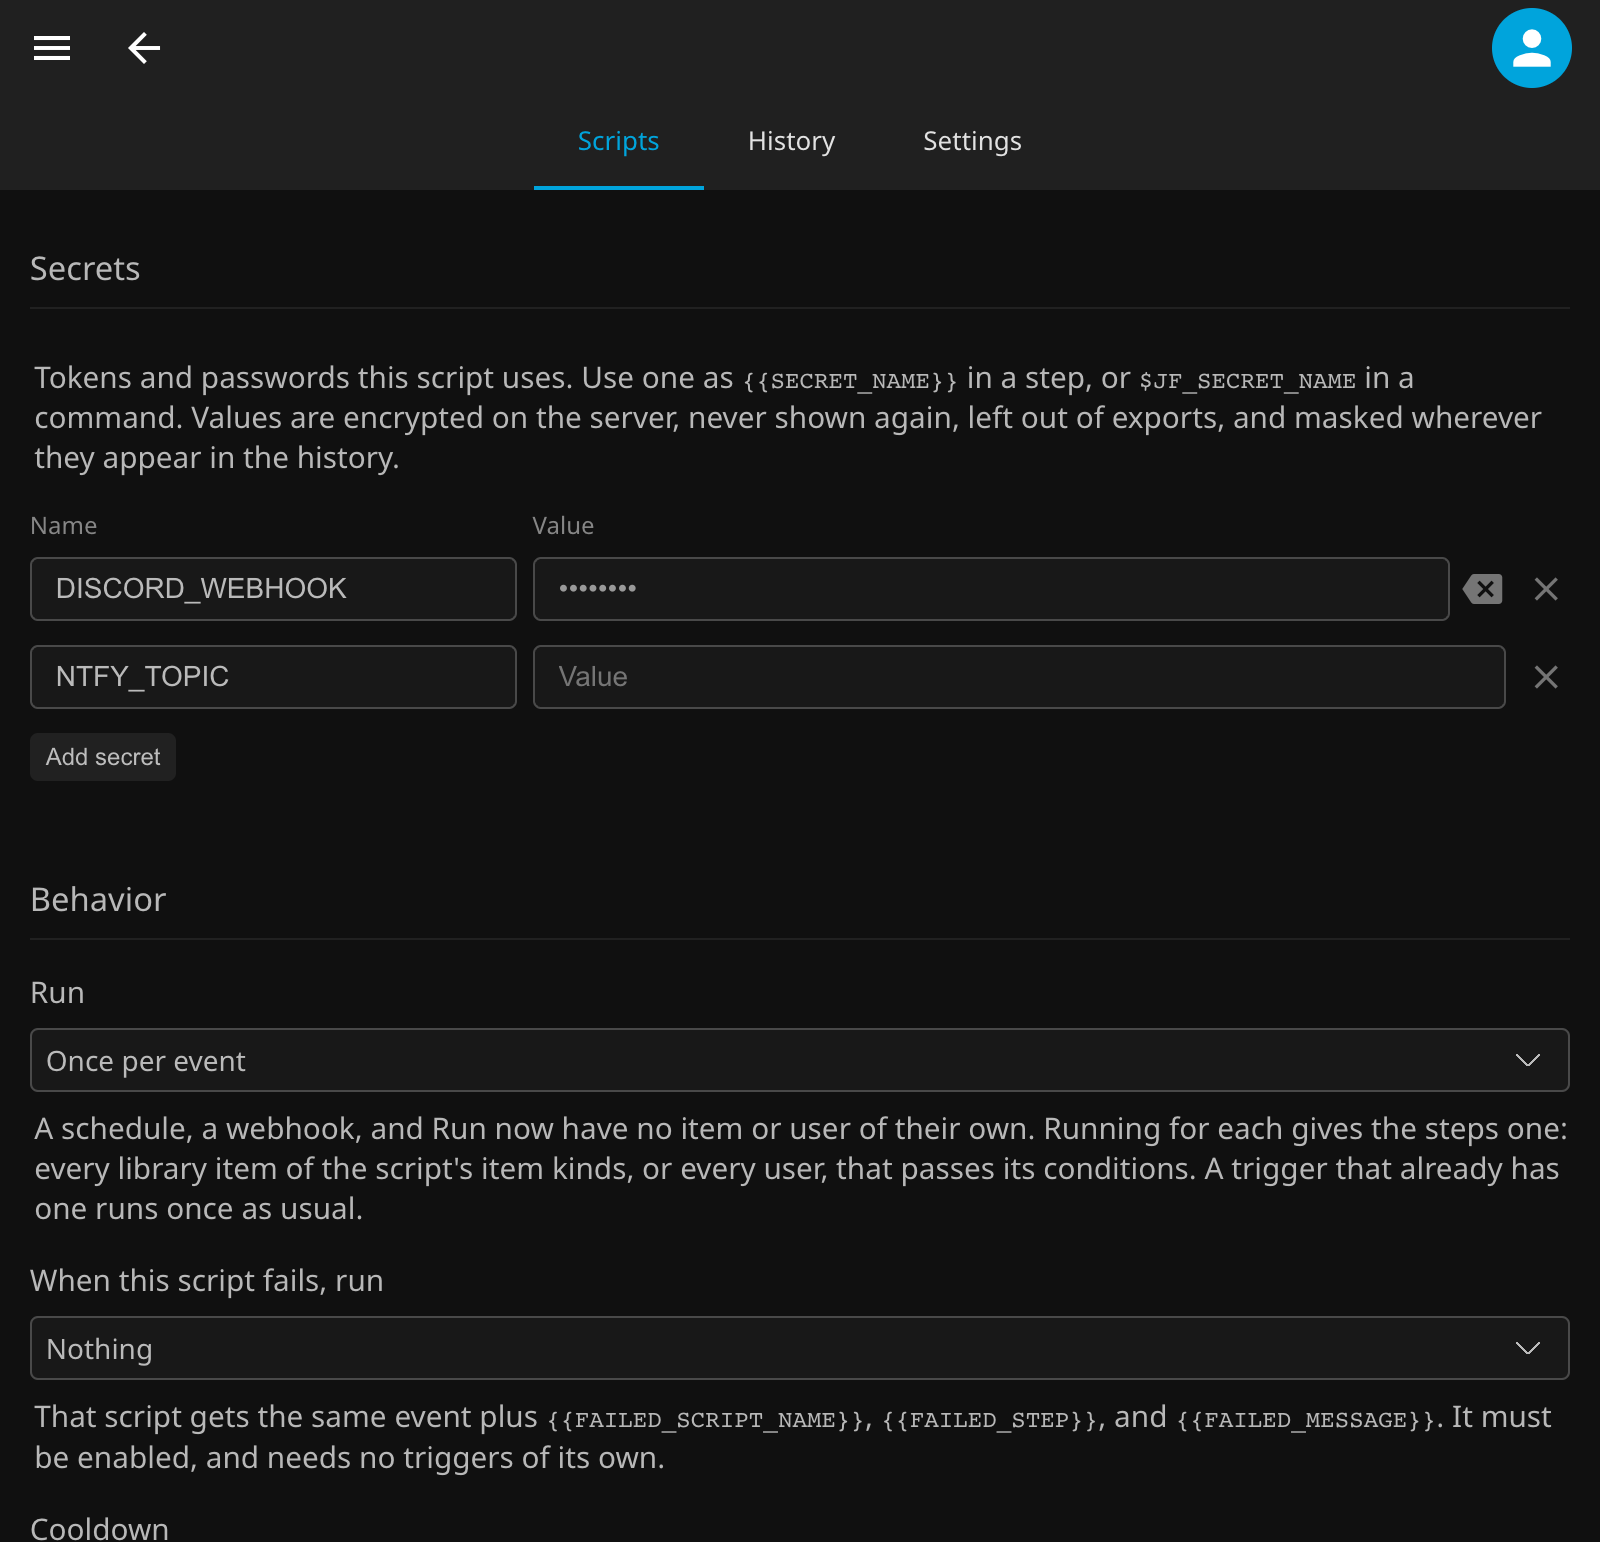 Scripts History Settings
Secrets
Tokens and passwords this script uses. Use one as {{SECRET_NAME}} in a step, or $JF_SECRET_NAME in a
command. Values are encrypted on the server, never shown again, left out of exports, and masked wherever
they appear in the history.
Name Value
DISCORD_WEBHOOK ••••••••
NTFY_TOPIC Value
Add secret
Behavior
Run
Once per event
A schedule, a webhook, and Run now have no item or user of their own. Running for each gives the steps one:
every library item of the script's item kinds, or every user, that passes its conditions. A trigger that already has
one runs once as usual.
When this script fails, run
Nothing
That script gets the same event plus {{FAILED_SCRIPT_NAME}}, {{FAILED_STEP}}, and {{FAILED_MESSAGE}}. It must
be enabled, and needs no triggers of its own.
Cooldown